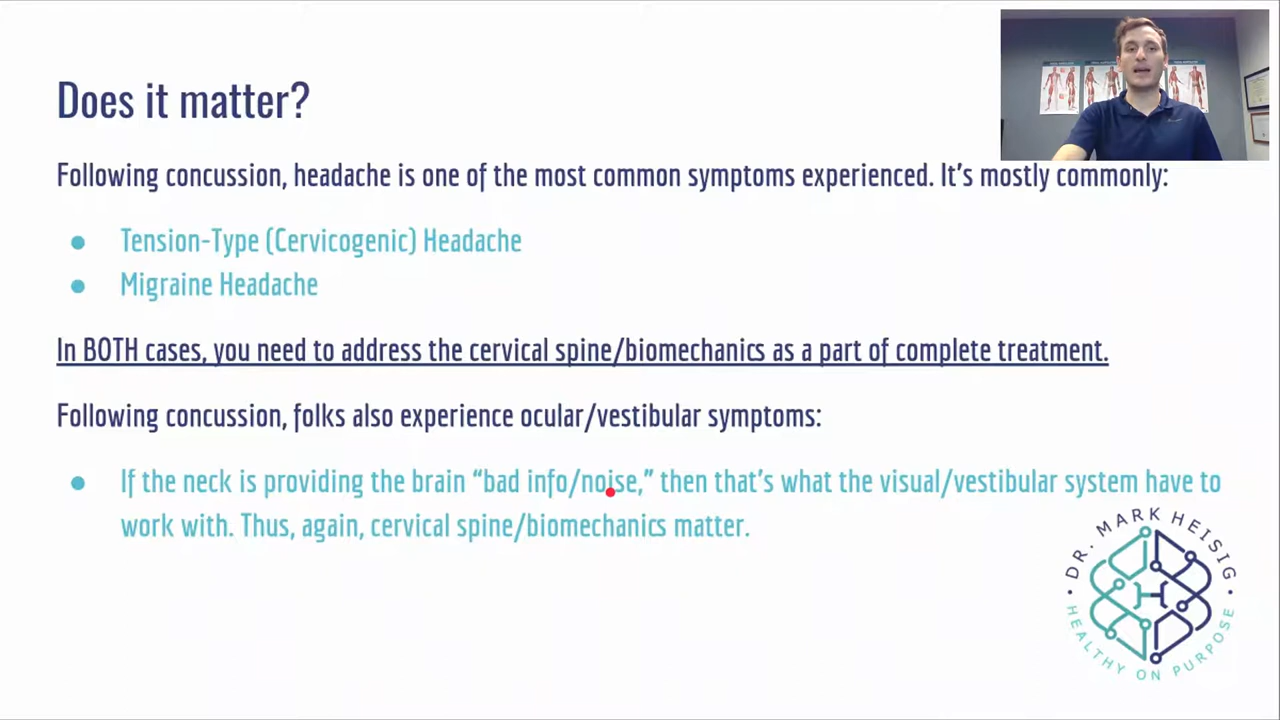 Does it matter?
Following concussion, headache is one of the most common symptoms experienced. It's mostly commonly:
● Tension-Type (Cervicogenic) Headache
● Migraine Headache
In BOTH cases, you need to address the cervical spine/biomechanics as a part of complete treatment.
Following concussion, folks also experience ocular/vestibular symptoms:
● If the neck is providing the brain “bad info/noise,” then that's what the visual/vestibular system have to
work with. Thus, again, cervical spine/biomechanics matter.
• DR. MARK HEISIG •
HEALTHY ON PURPOSE